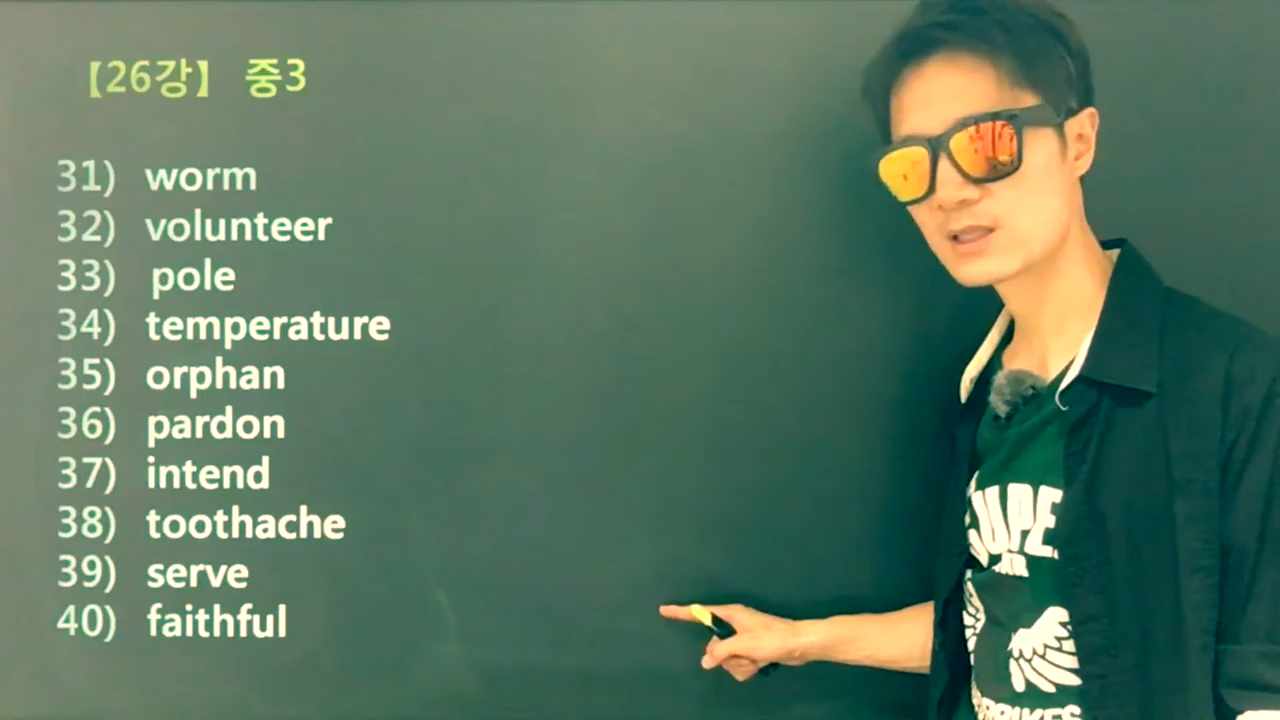 【26강】 중3
31) worm
32) volunteer
33) pole
34) temperature
35) orphan
36) pardon
37) intend
38) toothache
39) serve
40) faithful